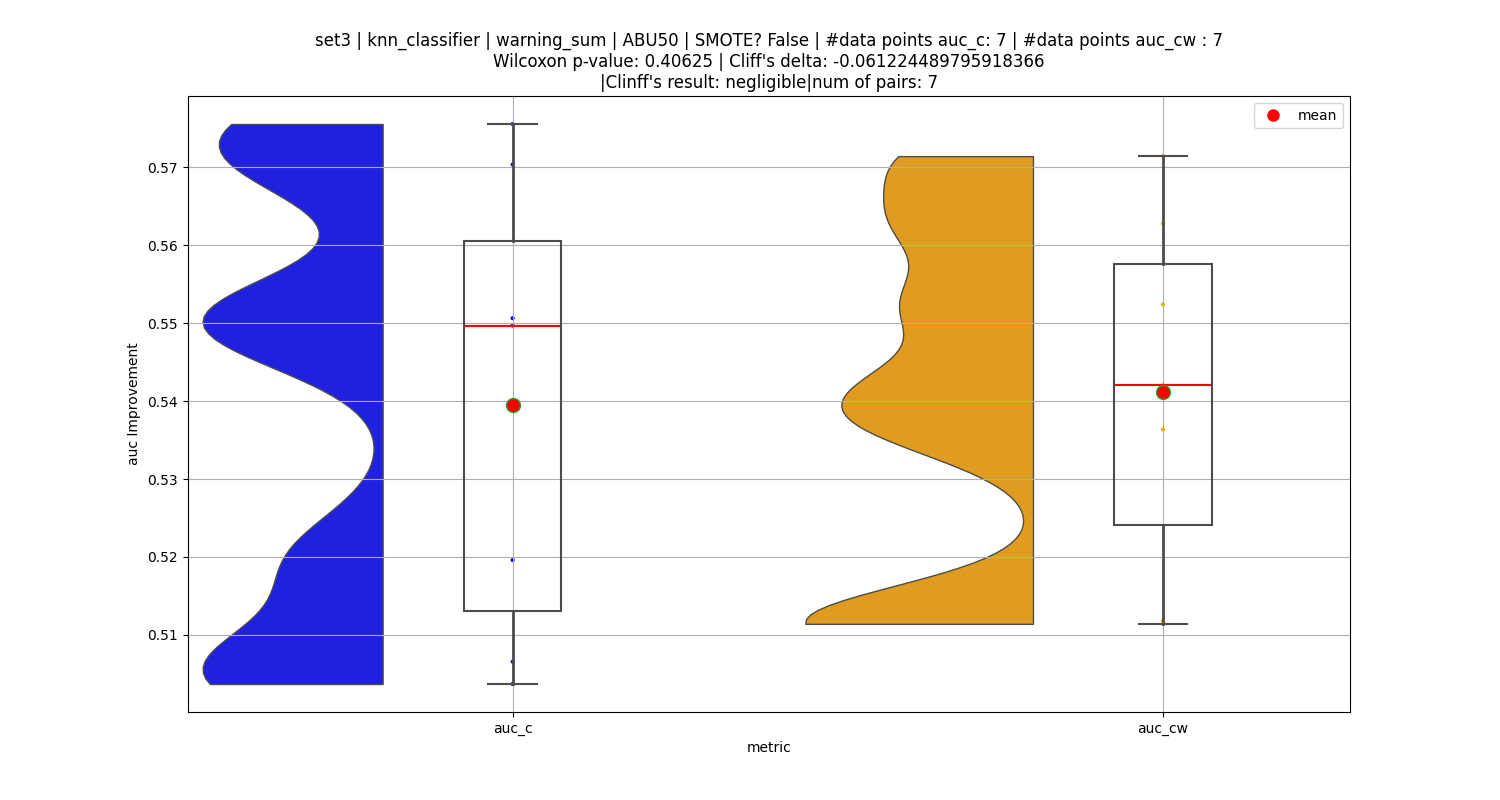 set3 | knn_classifier | warning_sum | ABU50 | SMOTE? False | #data points auc_c: 7 | #data points auc_cw : 7
Wilcoxon p-value: 0.40625 | Cliff's delta: -0.061224489795918366
|Clinff's result: negligible|num of pairs: 7
mean
0.57
0.56
0.55
0.54
0.53
0.52
0.51
auc Improvement
auc_c
auc_cw
metric